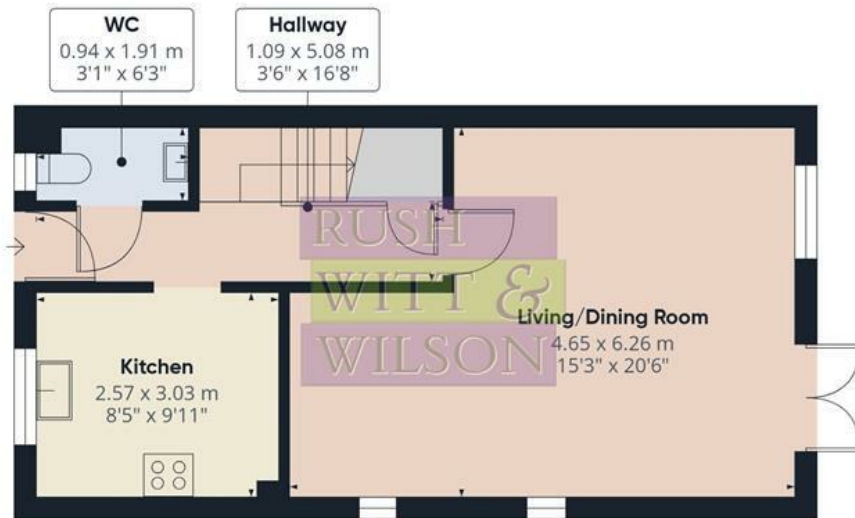 WC
0.94 x 1.91 m
3'1" x 6'3"
Hallway
1.09 x 5.08 m
3'6" x 16'8"
RUSH
WITT &
WILSON
Living/Dining Room
4.65 x 6.26 m
15'3" x 20'6"
Kitchen
2.57 x 3.03 m
8'5" x 9'11"